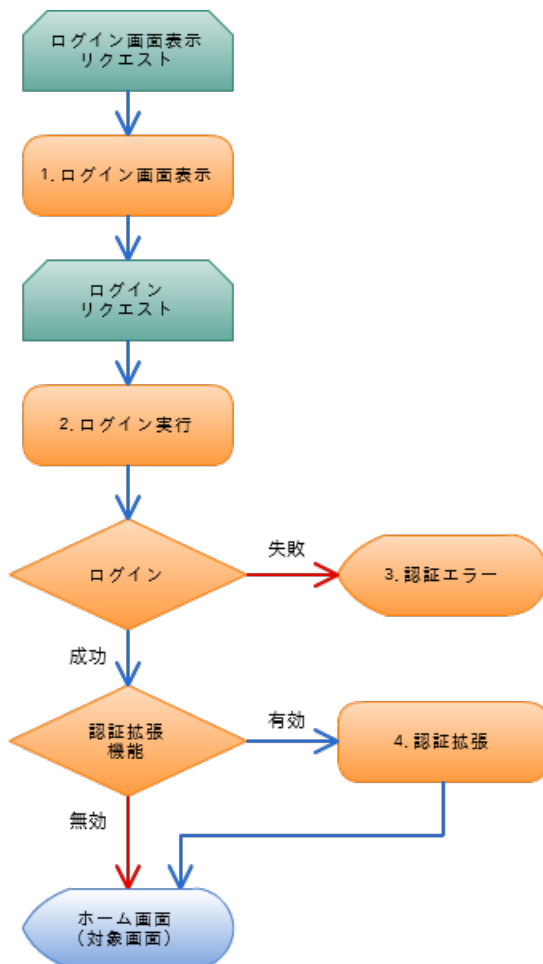 ログイン画面表示
リクエスト
1.ログイン画面表示
ログイン
リクエスト
2.ログイン実行
ログイン
失敗
3.認証エラー
成功
認証拡張
機能
有効
4.認証拡張
無効
ホーム画面
（対象画面）